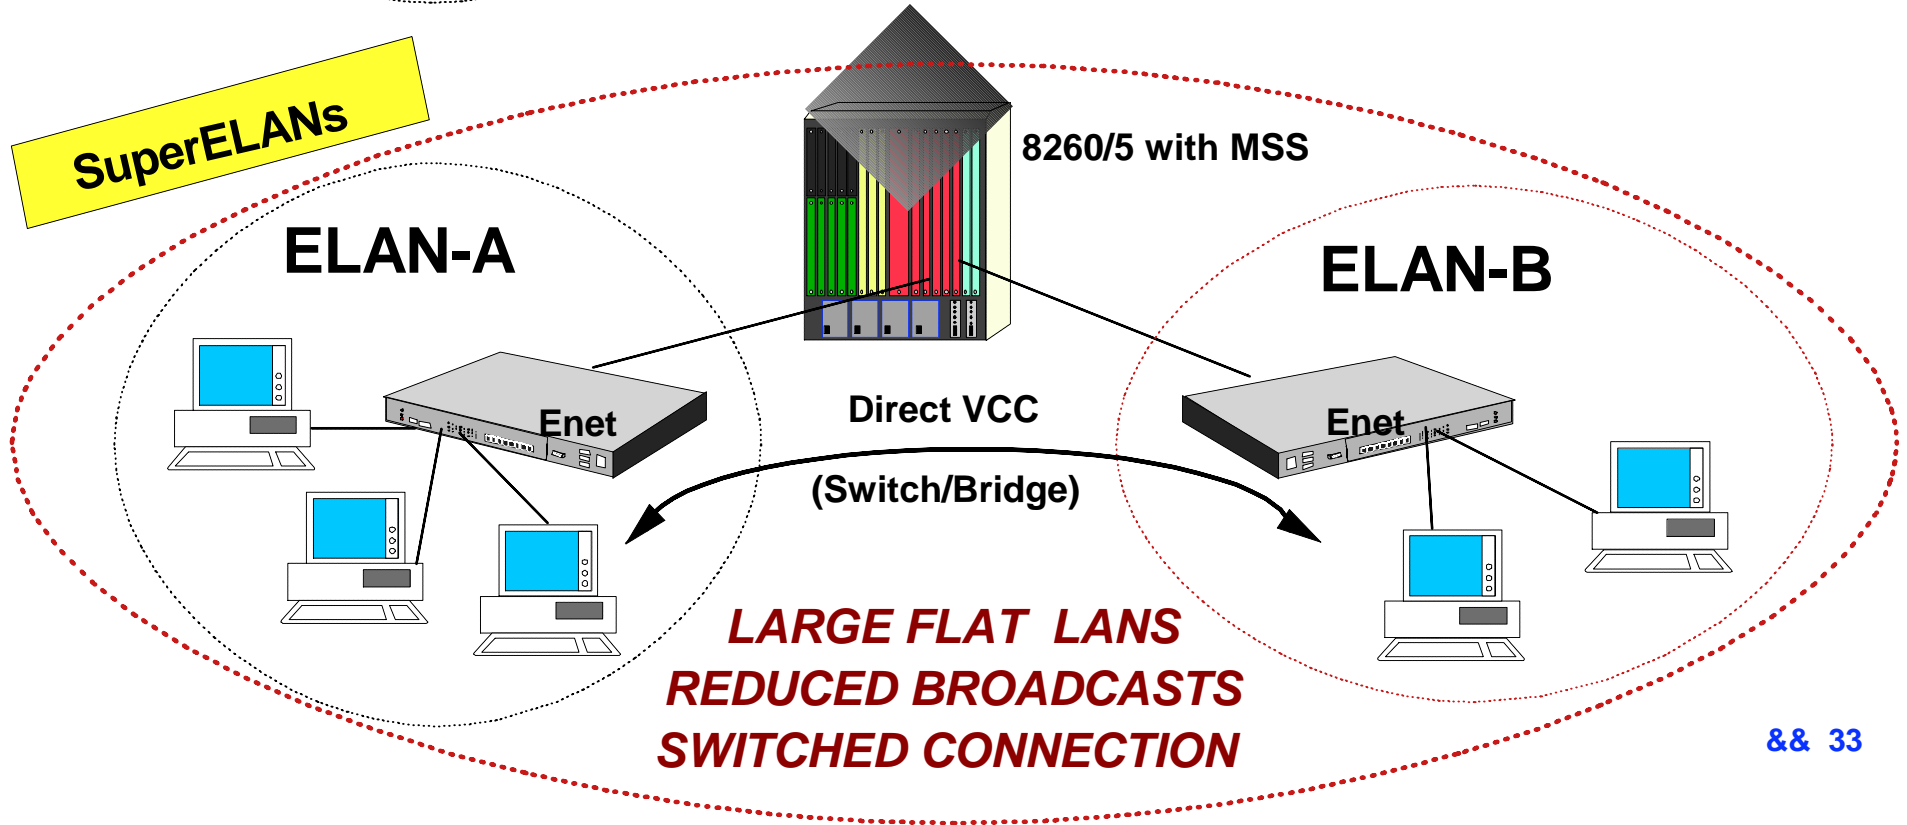 SuperELANs
8260/5 with MSS
ELAN-A
ELAN-B
Enet
Direct VCC
Enet
(Switch/Bridge)
LARGE FLAT LANS
REDUCED BROADCASTS
SWITCHED CONNECTION
&& 33